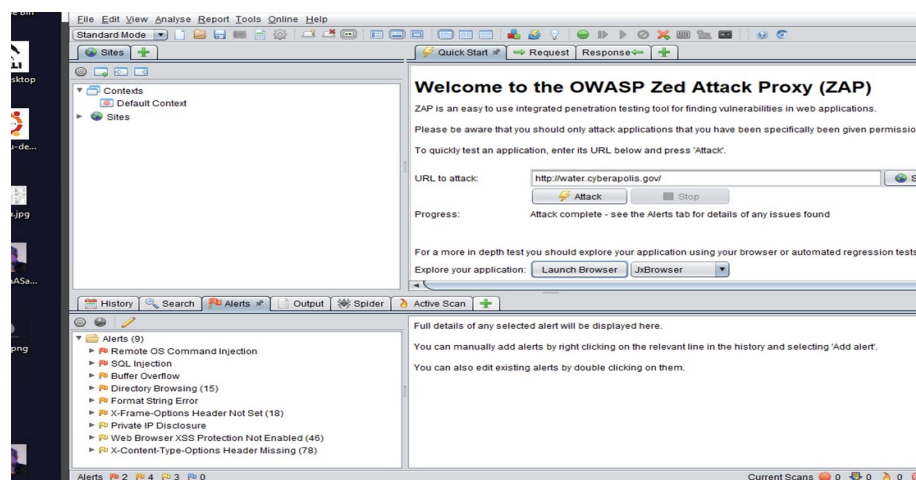 File Edit View Analyse Report Tools Online Help
Standard Mode
Sites
Quick Start Request Response
sktop
Contexts
Default Context
Sites
-de...
.jpg
ASa...
png
Welcome to the OWASP Zed Attack Proxy (ZAP)
ZAP is an easy to use integrated penetration testing tool for finding vulnerabilities in web applications.
Please be aware that you should only attack applications that you have been specifically been given permissio
To quickly test an application, enter its URL below and press 'Attack'.
URL to attack: http://water.cyberapolis.gov/
Attack Stop
Progress: Attack complete - see the Alerts tab for details of any issues found
For a more in depth test you should explore your application using your browser or automated regression tests
Explore your application: Launch Browser JxBrowser
History Search Alerts Output Spider Active Scan
Alerts (9)
Remote OS Command Injection
SQL Injection
Buffer Overflow
Directory Browsing (15)
Format String Error
X-Frame-Options Header Not Set (18)
Private IP Disclosure
Web Browser XSS Protection Not Enabled (46)
X-Content-Type-Options Header Missing (78)
Full details of any selected alert will be displayed here.
You can manually add alerts by right clicking on the relevant line in the history and selecting 'Add alert'.
You can also edit existing alerts by double clicking on them.
Alerts 2 4 3 0
Current Scans 0 0 0